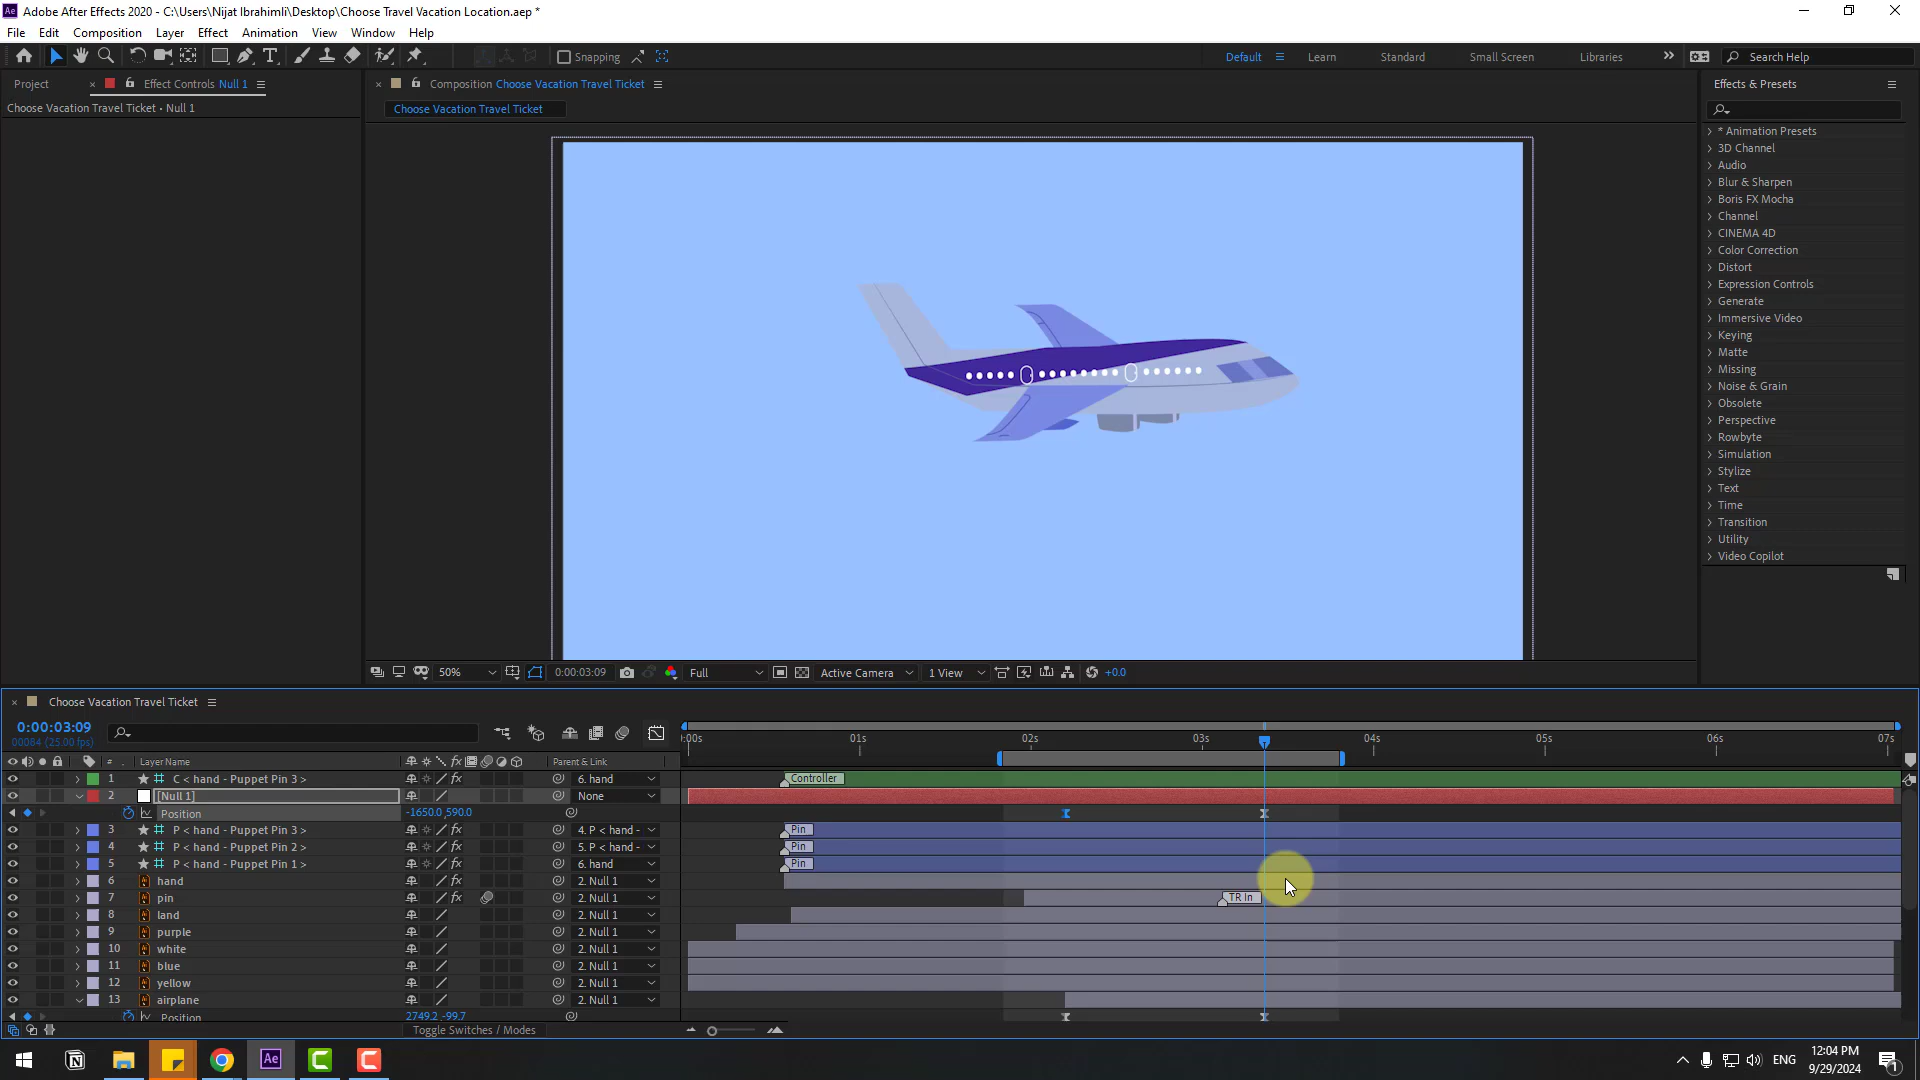 Adobe After Effects 2020 - C:\Users\Nijat Ibrahimli\Desktop\Choose Travel Vacation Location.aep *
File Edit Composition Layer Effect Animation View Window Help
Snapping Default Learn Standard Small Screen Libraries Search Help
Project Effect Controls Null 1 Composition Choose Vacation Travel Ticket Effects & Presets
Choose Vacation Travel Ticket • Null 1
Choose Vacation Travel Ticket
* Animation Presets
3D Channel
Audio
Blur & Sharpen
Boris FX Mocha
Channel
CINEMA 4D
Color Correction
Distort
Expression Controls
Generate
Immersive Video
Keying
Matte
Missing
Noise & Grain
Obsolete
Perspective
Rowbyte
Simulation
Stylize
Text
Time
Transition
Utility
Video Copilot
50% 0:00:03:09 Full Active Camera 1 View +0.0
Choose Vacation Travel Ticket
0:00:03:09
00084 (25.00 fps)
:00s 01s 02s 03s 04s 05s 06s 07s
# Layer Name Parent & Link
1 C < hand - Puppet Pin 3 > 6. hand Controller
2 [Null 1] None
Position -1650.0,590.0
3 P < hand - Puppet Pin 3 > 4. P < hand - Pin
4 P < hand - Puppet Pin 2 > 5. P < hand - Pin
5 P < hand - Puppet Pin 1 > 6. hand Pin
6 hand 2. Null 1
7 pin 2. Null 1 TR In
8 land 2. Null 1
9 purple 2. Null 1
10 white 2. Null 1
11 blue 2. Null 1
12 yellow 2. Null 1
13 airplane 2. Null 1
Position 2749.2,-99.7
Toggle Switches / Modes
ENG 12:04 PM
9/29/2024
1